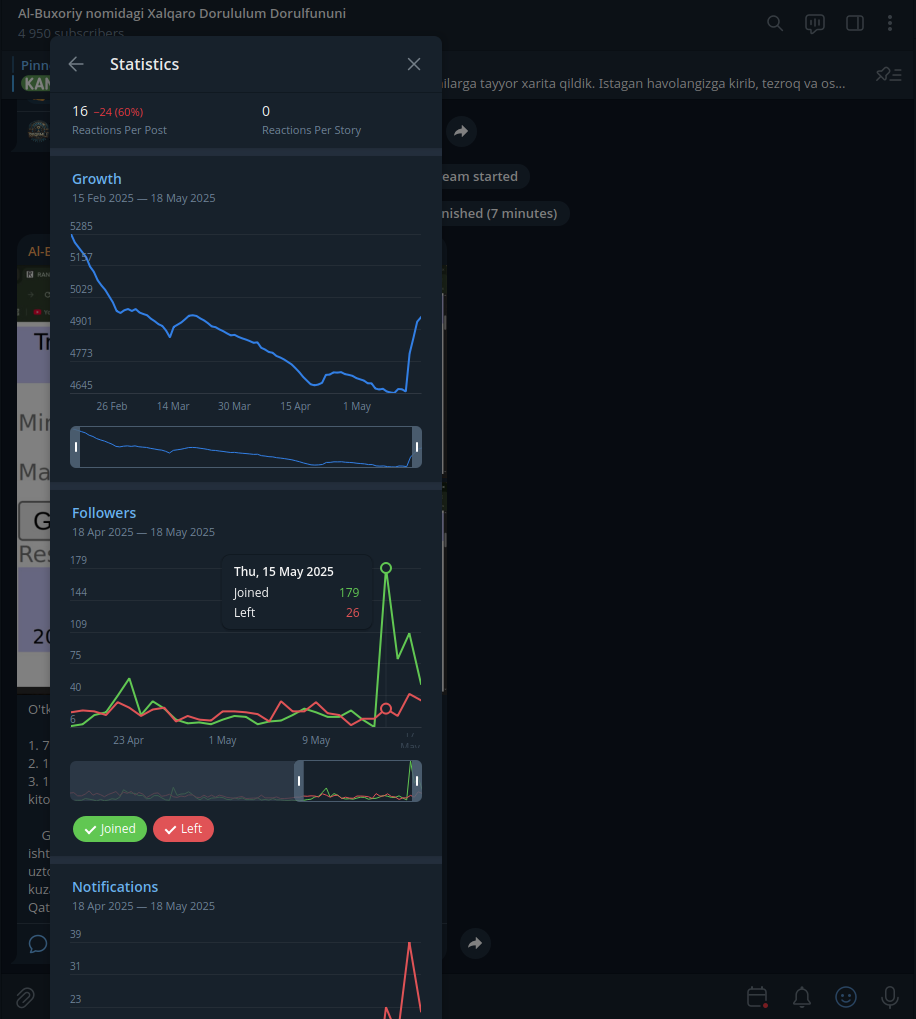 Al-Buxoriy nomidagi Xalqaro Dorululum Dorulfununi
4 950 subscribers
Statistics
ilarga tayyor xarita qildik. Istagan havolangizga kirib, tezroq va os...
16 −24 (60%)
0
Reactions Per Post
Reactions Per Story
eam started
nished (7 minutes)
Growth
15 Feb 2025 — 18 May 2025
5285
5157
5029
4901
4773
4645
26 Feb
14 Mar
30 Mar
15 Apr
1 May
Followers
18 Apr 2025 — 18 May 2025
179
144
109
75
40
6
Thu, 15 May 2025
Joined 179
Left 26
23 Apr
1 May
9 May
Joined
Left
Notifications
18 Apr 2025 — 18 May 2025
39
31
23
Pinn
KAN
Al-B
Tr
Min
Ma
G
Res
20
O'tk
1. 7
2. 1
3. 1
kito
G
isht
uzto
kuza
Qat